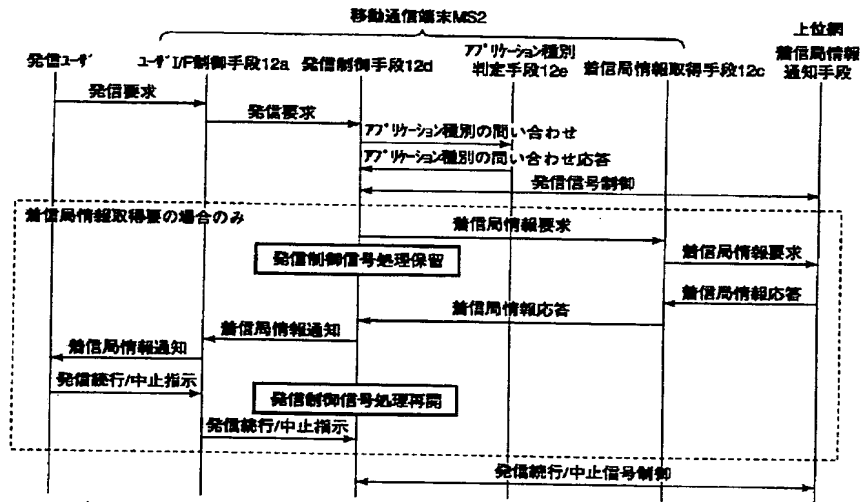 移動通信端末MS2
上位網
発信ユーザ
ユーザI/F制御手段12a
発信制御手段12d
アプリケーション種別
判定手段12e
着信局情報取得手段12c
着信局情報
通知手段
発信要求
発信要求
アプリケーション種別の問い合わせ
アプリケーション種別の問い合わせ応答
発信信号制御
着信局情報取得要の場合のみ
着信局情報要求
発信制御信号処理保留
着信局情報要求
着信局情報応答
着信局情報応答
着信局情報通知
着信局情報通知
発信続行/中止指示
発信制御信号処理再開
発信続行/中止指示
発信続行/中止信号制御